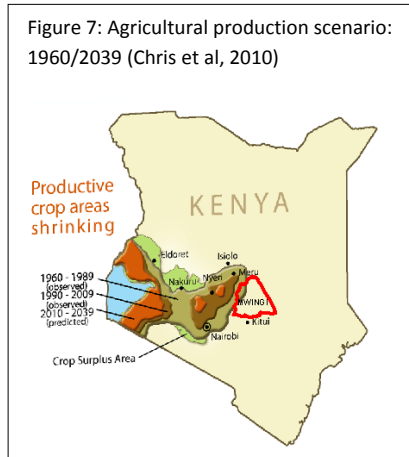 Figure 7: Agricultural production scenario:
1960/2039 (Chris et al, 2010)
KENYA
Productive
crop areas
shrinking
Eldoret
Isiolo
Meru
Nakuru
Nyeri
1960 - 1989
(observed)
1990 - 2009
(observed)
2010 - 2039
(predicted)
MWINGI
Kitui
Nairobi
Crop Surplus Area